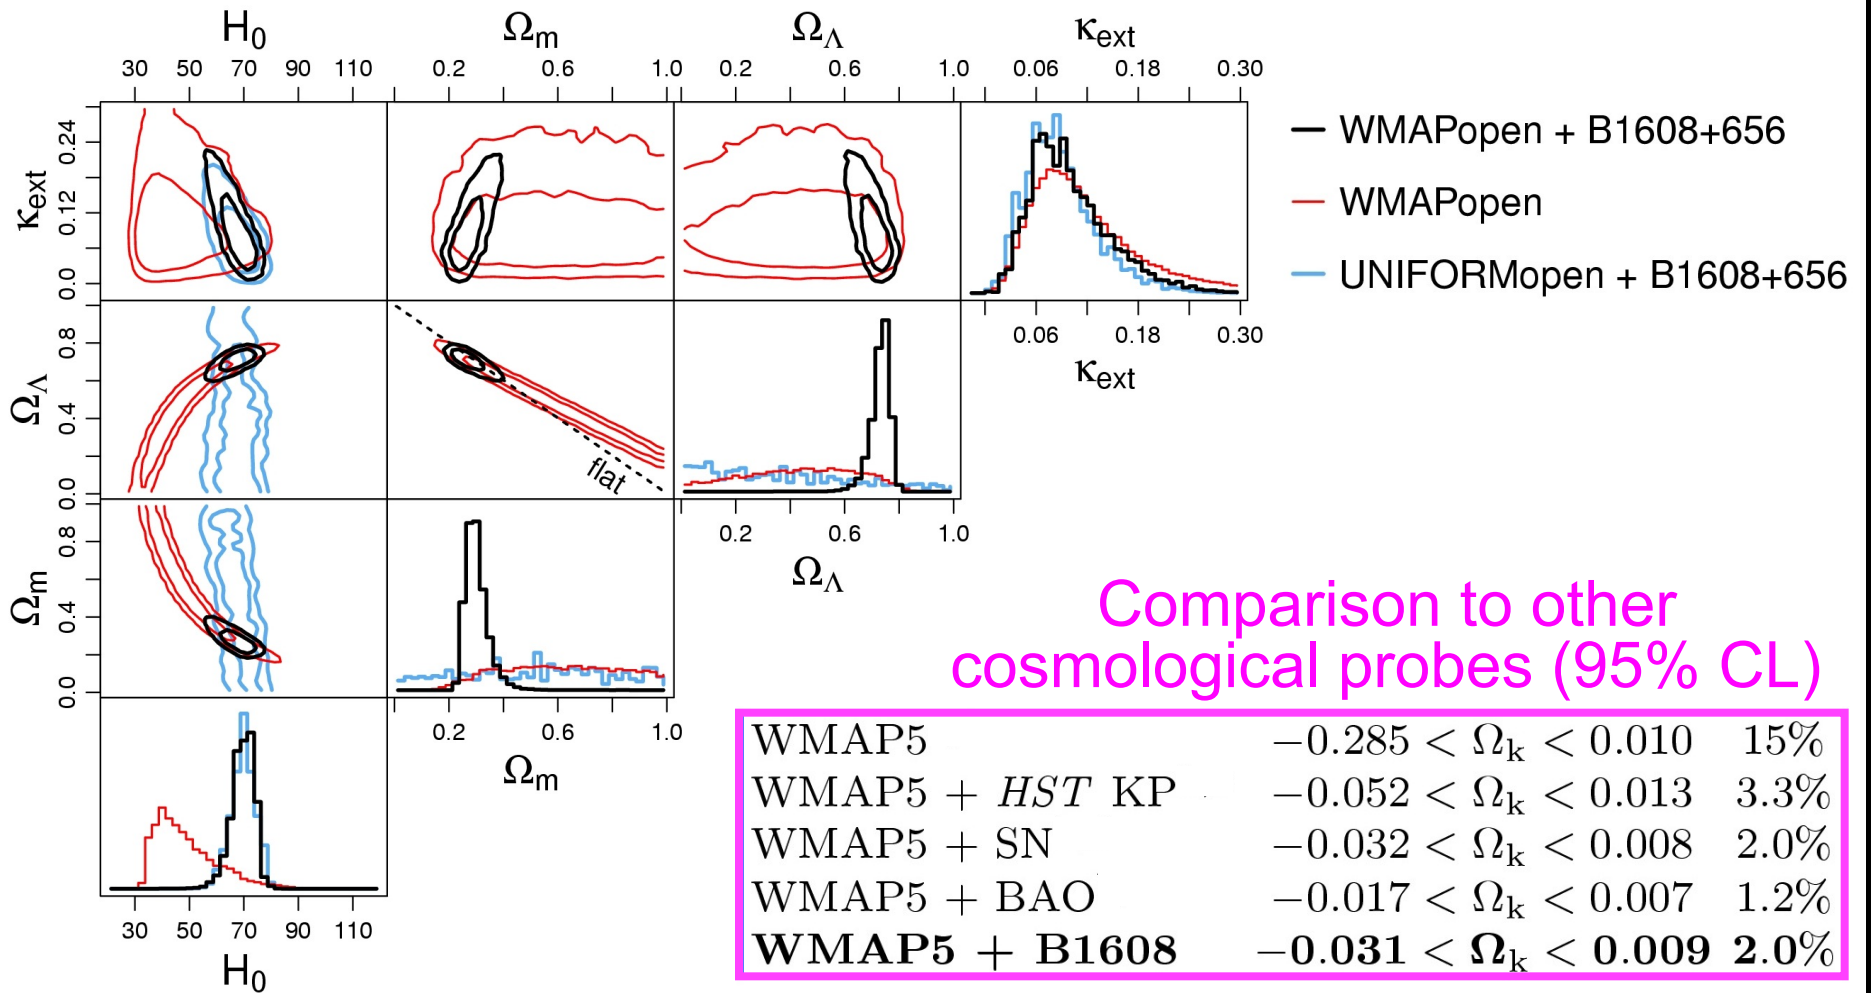 H0 Ωm ΩΛ κext
30 50 70 90 110 0.2 0.6 1.0 0.2 0.6 1.0 0.06 0.18 0.30
κext
0.0 0.12 0.24
WMAPopen + B1608+656
WMAPopen
UNIFORMopen + B1608+656
0.06 0.18 0.30
κext
ΩΛ
0.0 0.4 0.8
flat
0.2 0.6 1.0
ΩΛ
Ωm
0.0 0.4 0.8
0.2 0.6 1.0
Ωm
30 50 70 90 110
H0
Comparison to other
cosmological probes (95% CL)
WMAP5 −0.285 < Ωk < 0.010 15%
WMAP5 + HST KP −0.052 < Ωk < 0.013 3.3%
WMAP5 + SN −0.032 < Ωk < 0.008 2.0%
WMAP5 + BAO −0.017 < Ωk < 0.007 1.2%
WMAP5 + B1608 −0.031 < Ωk < 0.009 2.0%